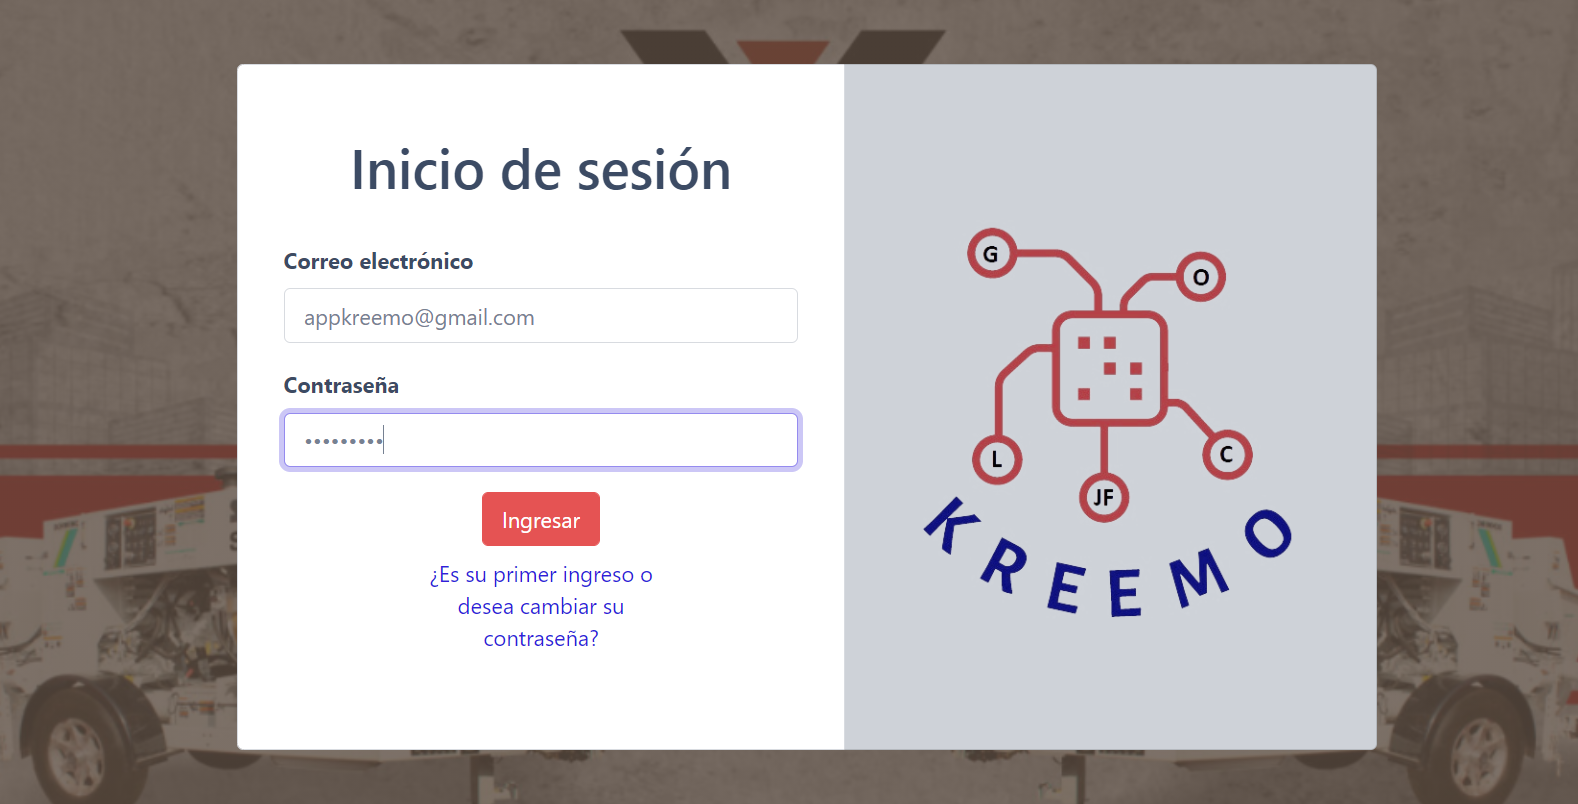 Inicio de sesión
Correo electrónico
appkreemo@gmail.com
Contraseña
•••••••••
Ingresar
¿Es su primer ingreso o
desea cambiar su
contraseña?
G
O
L
C
JF
KREEMO